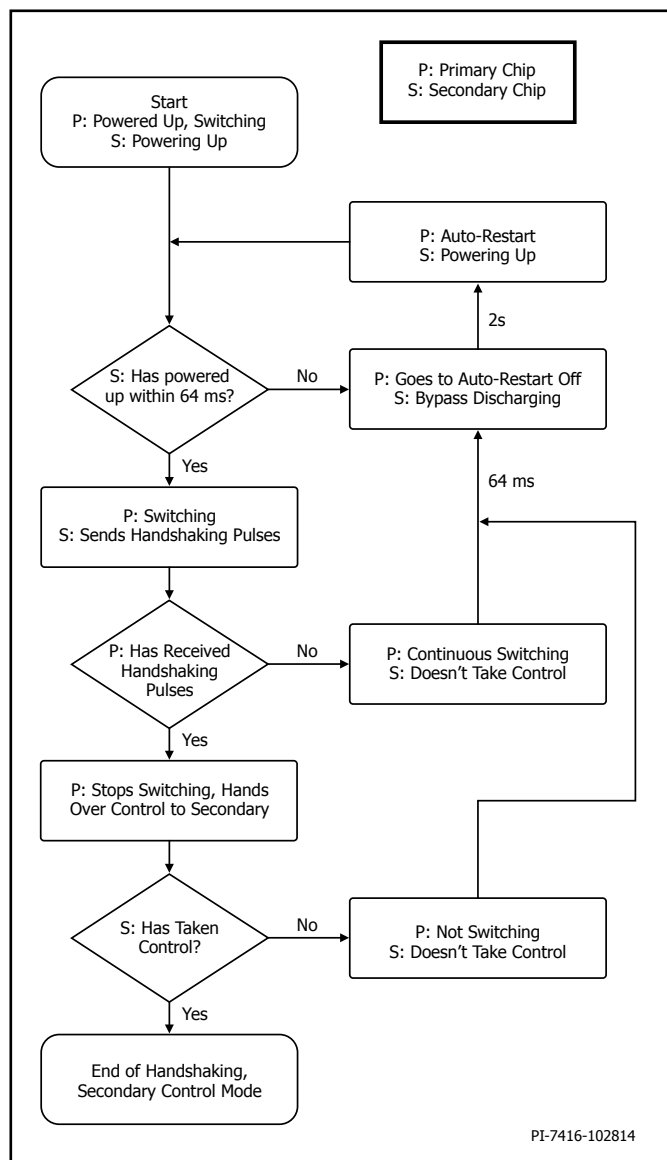 P: Primary Chip
S: Secondary Chip
Start
P: Powered Up, Switching
S: Powering Up
P: Auto-Restart
S: Powering Up
2s
S: Has powered
up within 64 ms?
No
P: Goes to Auto-Restart Off
S: Bypass Discharging
Yes
64 ms
P: Switching
S: Sends Handshaking Pulses
P: Has Received
Handshaking
Pulses
No
P: Continuous Switching
S: Doesn't Take Control
Yes
P: Stops Switching, Hands
Over Control to Secondary
S: Has Taken
Control?
No
P: Not Switching
S: Doesn't Take Control
Yes
End of Handshaking,
Secondary Control Mode
PI-7416-102814